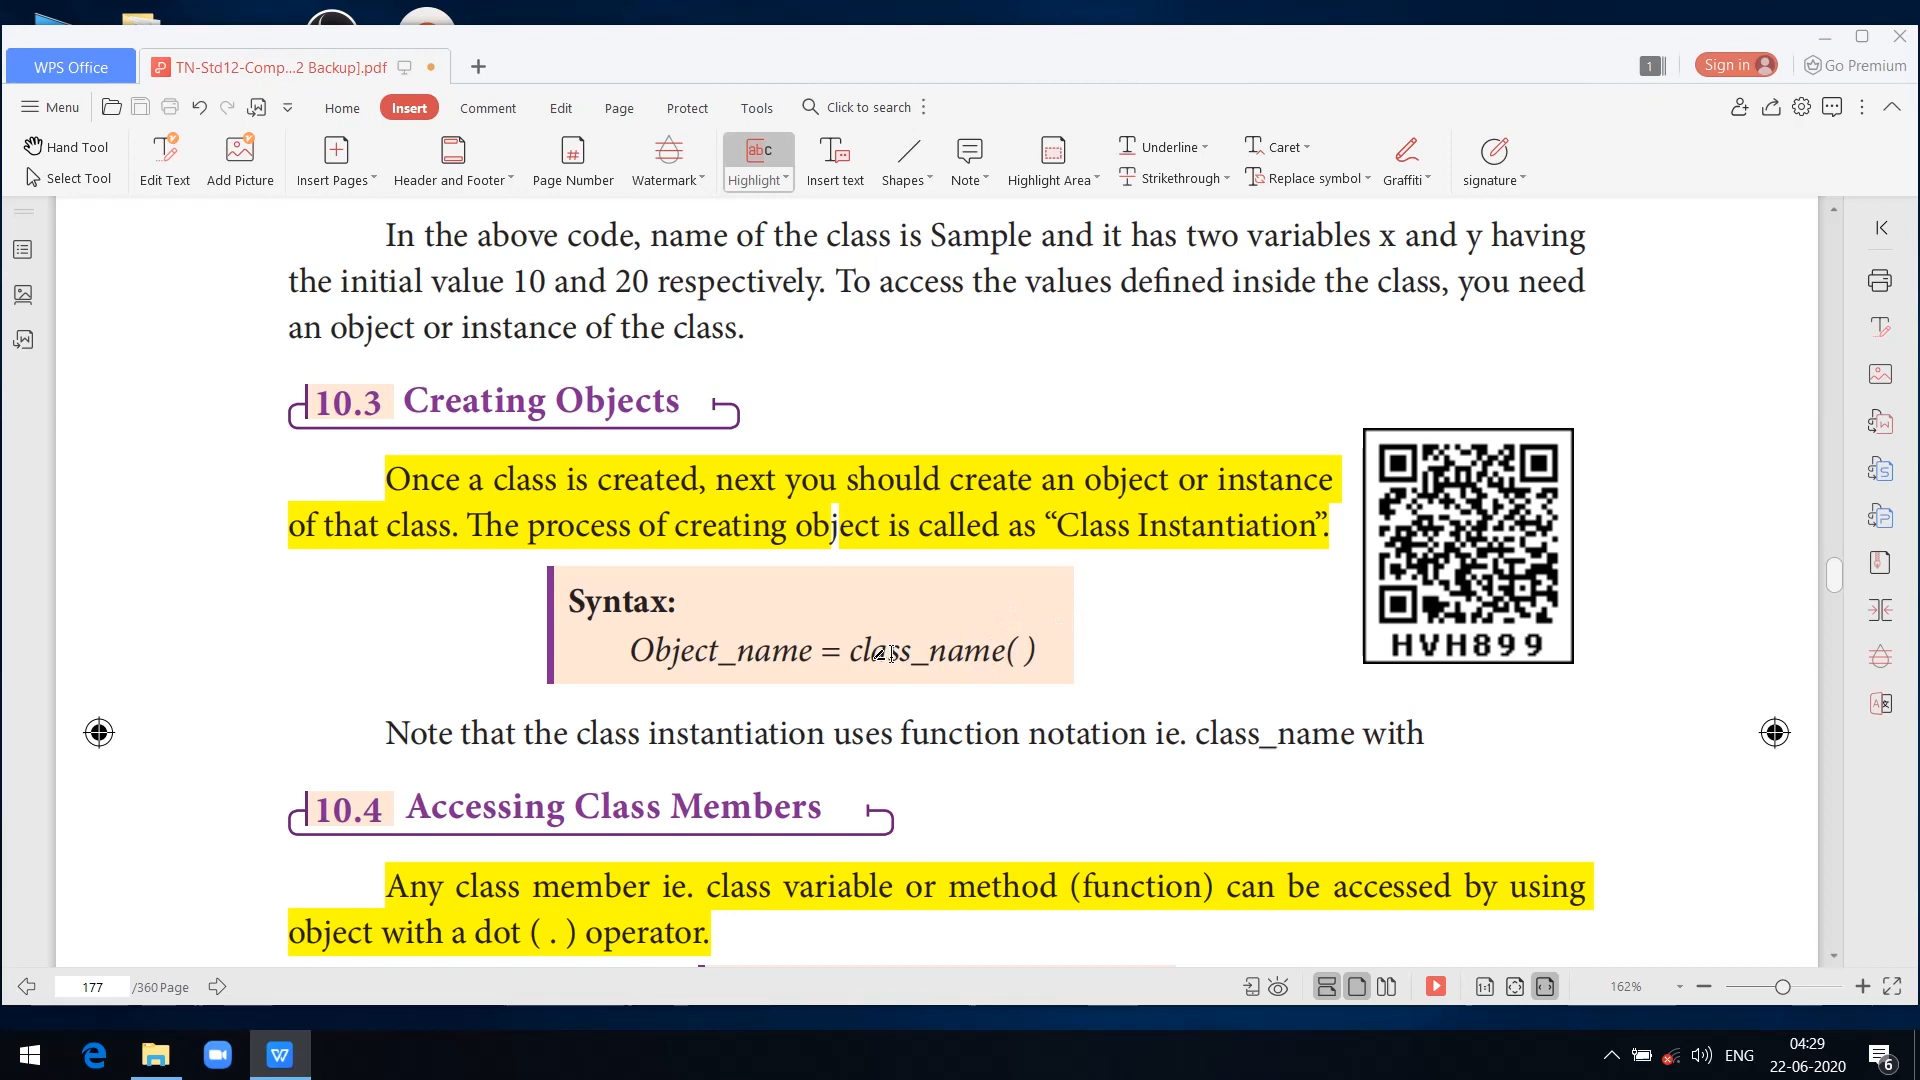 WPS Office
TN-Std12-Comp...2 Backup].pdf
1
Sign in
Go Premium
Menu
Home
Insert
Comment
Edit
Page
Protect
Tools
Click to search
Hand Tool
Select Tool
Edit Text
Add Picture
Insert Pages
Header and Footer
Page Number
Watermark
Highlight
Insert text
Shapes
Note
Highlight Area
Underline
Strikethrough
Caret
Replace symbol
Graffiti
signature
In the above code, name of the class is Sample and it has two variables x and y having
the initial value 10 and 20 respectively. To access the values defined inside the class, you need
an object or instance of the class.
10.3 Creating Objects
Once a class is created, next you should create an object or instance
of that class. The process of creating object is called as “Class Instantiation”.
HVH899
Syntax:
Object_name = class_name( )
Note that the class instantiation uses function notation ie. class_name with
10.4 Accessing Class Members
Any class member ie. class variable or method (function) can be accessed by using
object with a dot ( . ) operator.
177 /360 Page
162%
ENG
04:29
22-06-2020
6